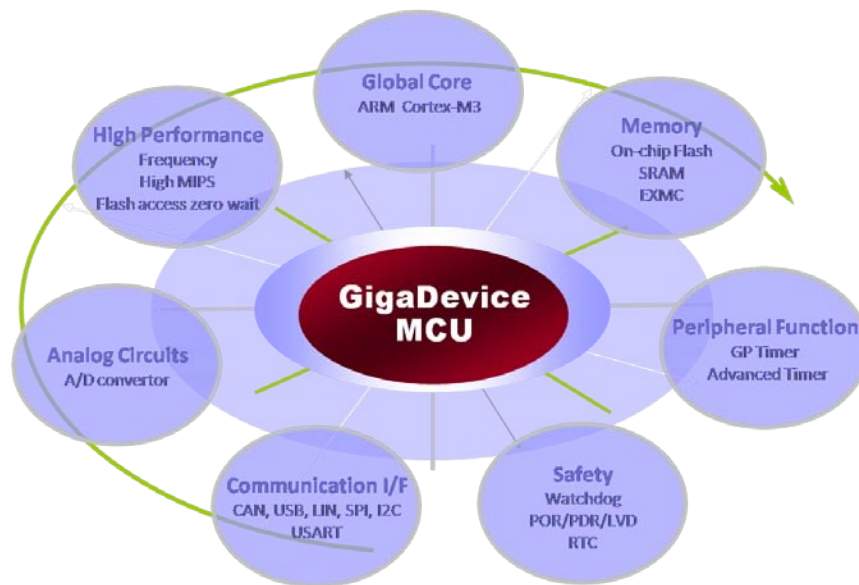 Global Core
ARM Cortex-M3
High Performance
Frequency
High MIPS
Flash access zero wait
Memory
On-chip Flash
SRAM
EXMC
GigaDevice
MCU
Analog Circuits
A/D convertor
Peripheral Function
GP Timer
Advanced Timer
Communication I/F
CAN, USB, LIN, SPI, I2C
USART
Safety
Watchdog
POR/PDR/LVD
RTC